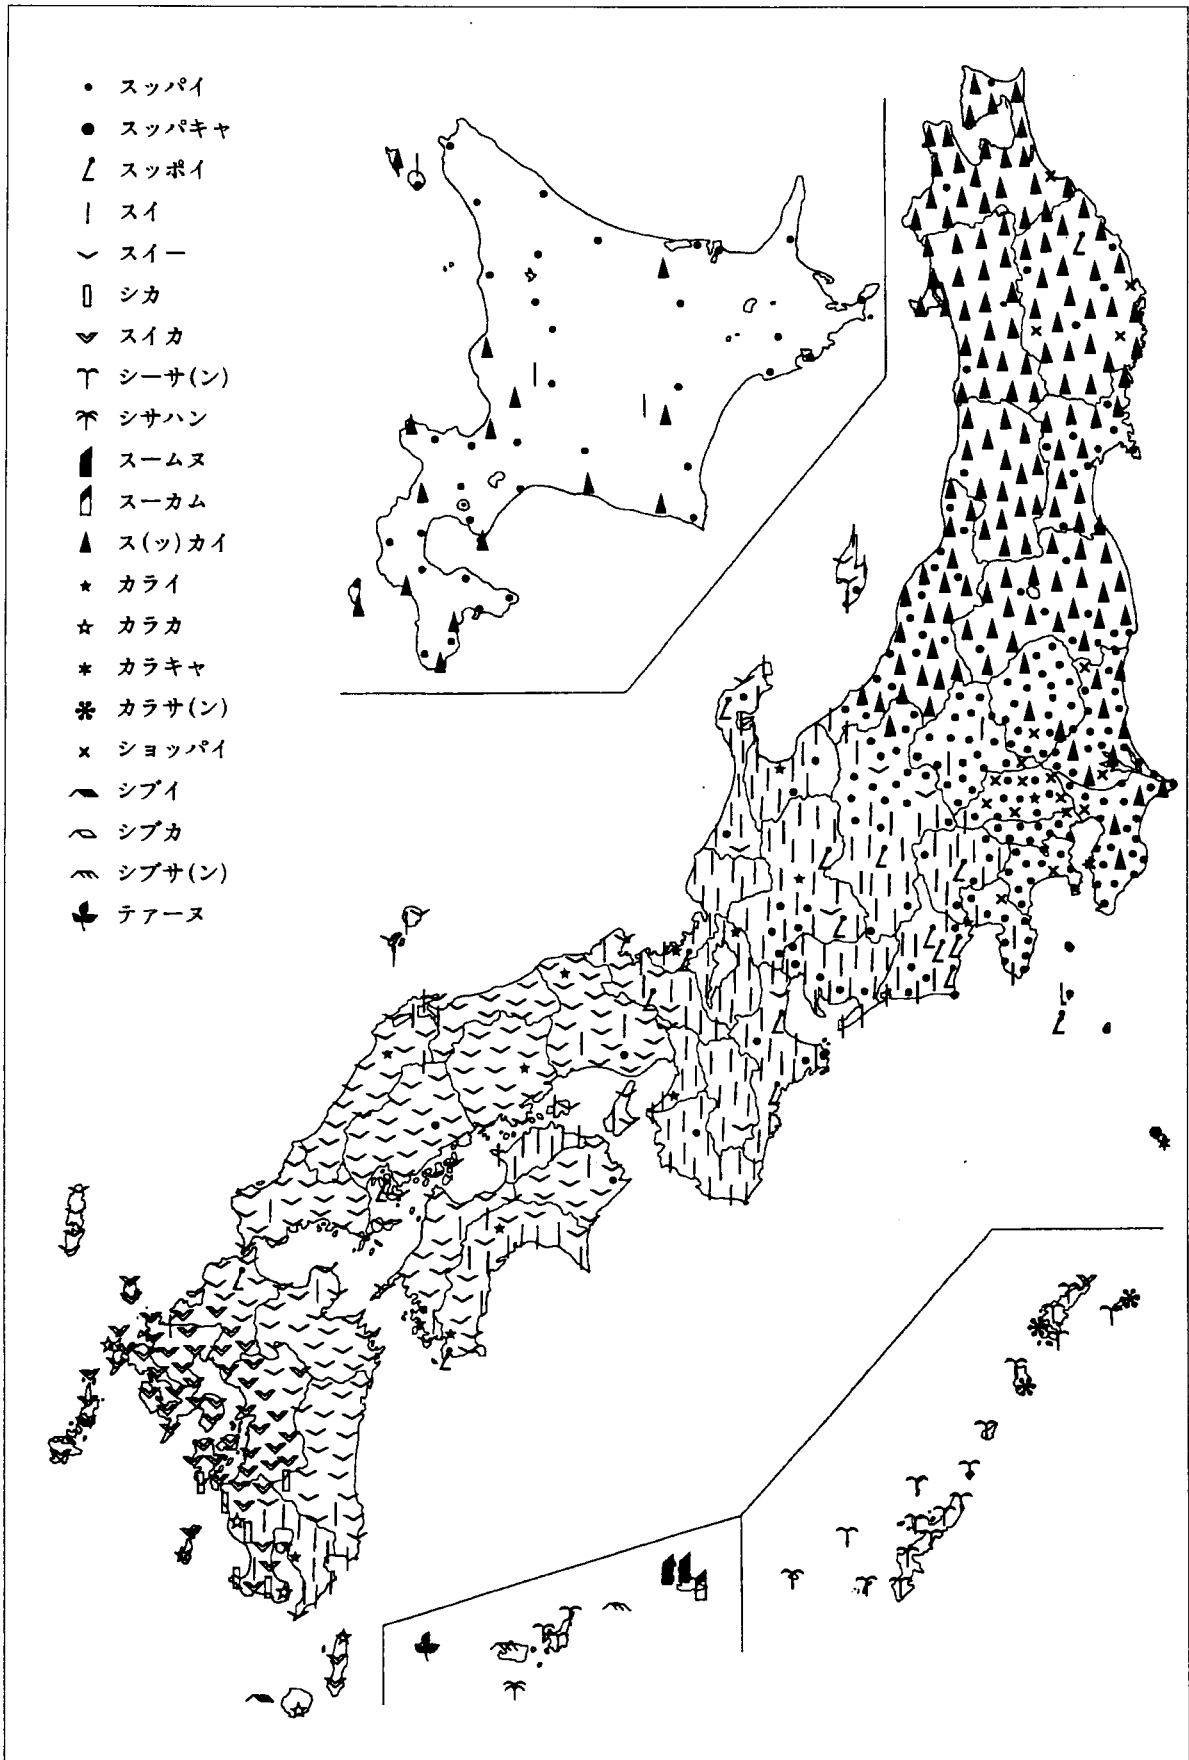 スッパイ
スッパキャ
スッポイ
スイ
スイー
シカ
スイカ
シーサ(ン)
シサハン
スームヌ
スーカム
ス(ッ)カイ
カライ
カラカ
カラキャ
カラサ(ン)
ショッパイ
シブイ
シブカ
シブサ(ン)
テァーヌ